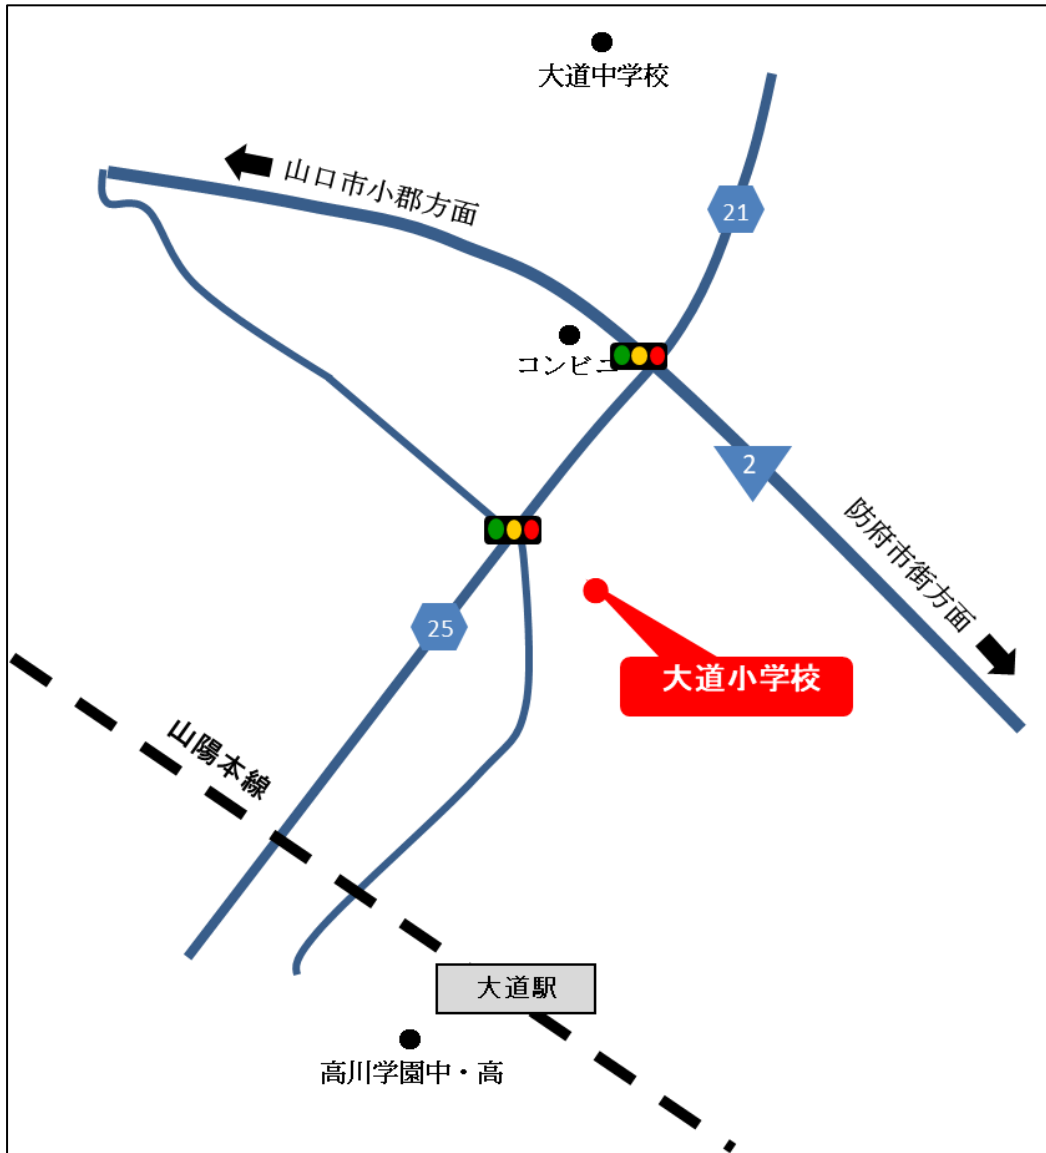 大道中学校
山口市小郡方面
21
コンビニ
2
防府市街方面
25
大道小学校
山陽本線
大道駅
高川学園中・高